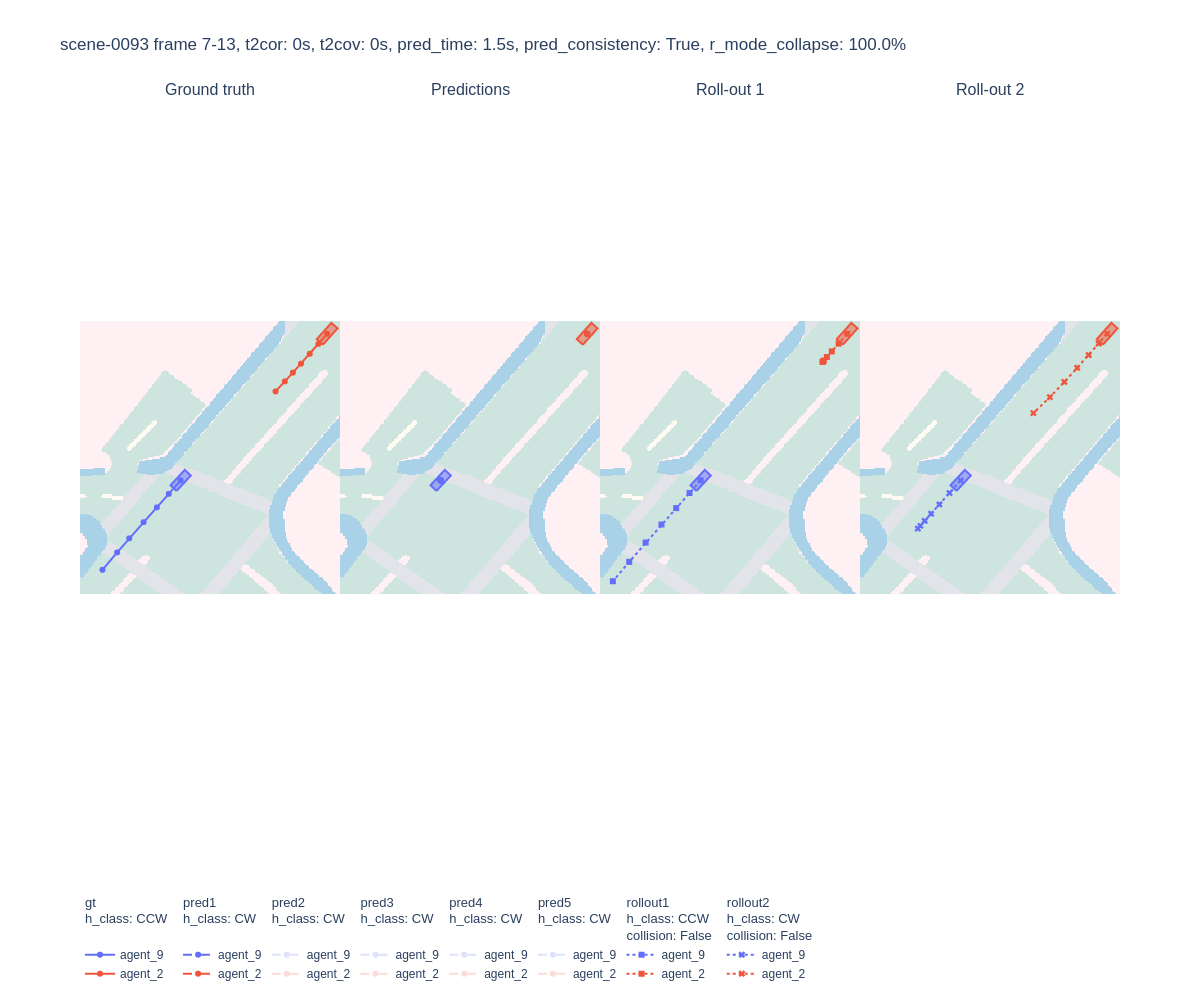 scene-0093 frame 7-13, t2cor: 0s, t2cov: 0s, pred_time: 1.5s, pred_consistency: True, r_mode_collapse: 100.0%
Ground truth Predictions Roll-out 1 Roll-out 2
gt pred1 pred2 pred3 pred4 pred5 rollout1 rollout2
h_class: CCW h_class: CW h_class: CW h_class: CW h_class: CW h_class: CW h_class: CCW h_class: CW
collision: False collision: False
agent_9 agent_9 agent_9 agent_9 agent_9 agent_9 agent_9 agent_9
agent_2 agent_2 agent_2 agent_2 agent_2 agent_2 agent_2 agent_2